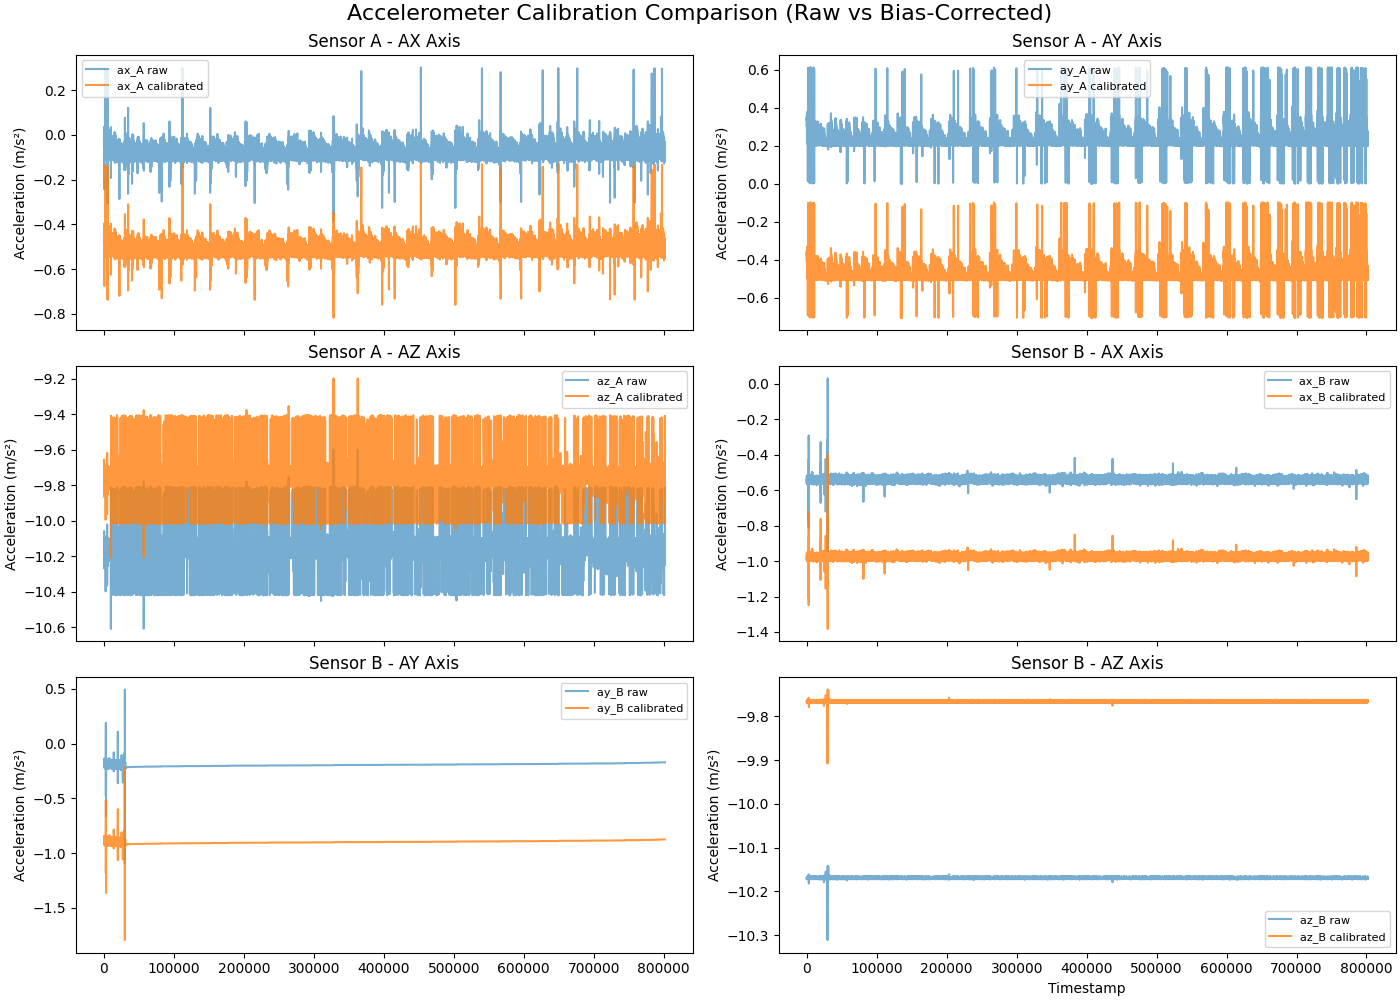 Accelerometer Calibration Comparison (Raw vs Bias-Corrected)
Sensor A - AX Axis
Acceleration (m/s²)
0.2
0.0
−0.2
−0.4
−0.6
−0.8
ax_A raw
ax_A calibrated
Sensor A - AY Axis
Acceleration (m/s²)
0.6
0.4
0.2
0.0
−0.2
−0.4
−0.6
ay_A raw
ay_A calibrated
Sensor A - AZ Axis
Acceleration (m/s²)
−9.2
−9.4
−9.6
−9.8
−10.0
−10.2
−10.4
−10.6
az_A raw
az_A calibrated
Sensor B - AX Axis
Acceleration (m/s²)
0.0
−0.2
−0.4
−0.6
−0.8
−1.0
−1.2
−1.4
ax_B raw
ax_B calibrated
Sensor B - AY Axis
Acceleration (m/s²)
0.5
0.0
−0.5
−1.0
−1.5
ay_B raw
ay_B calibrated
0 100000 200000 300000 400000 500000 600000 700000 800000
Sensor B - AZ Axis
Acceleration (m/s²)
−9.8
−9.9
−10.0
−10.1
−10.2
−10.3
az_B raw
az_B calibrated
0 100000 200000 300000 400000 500000 600000 700000 800000
Timestamp